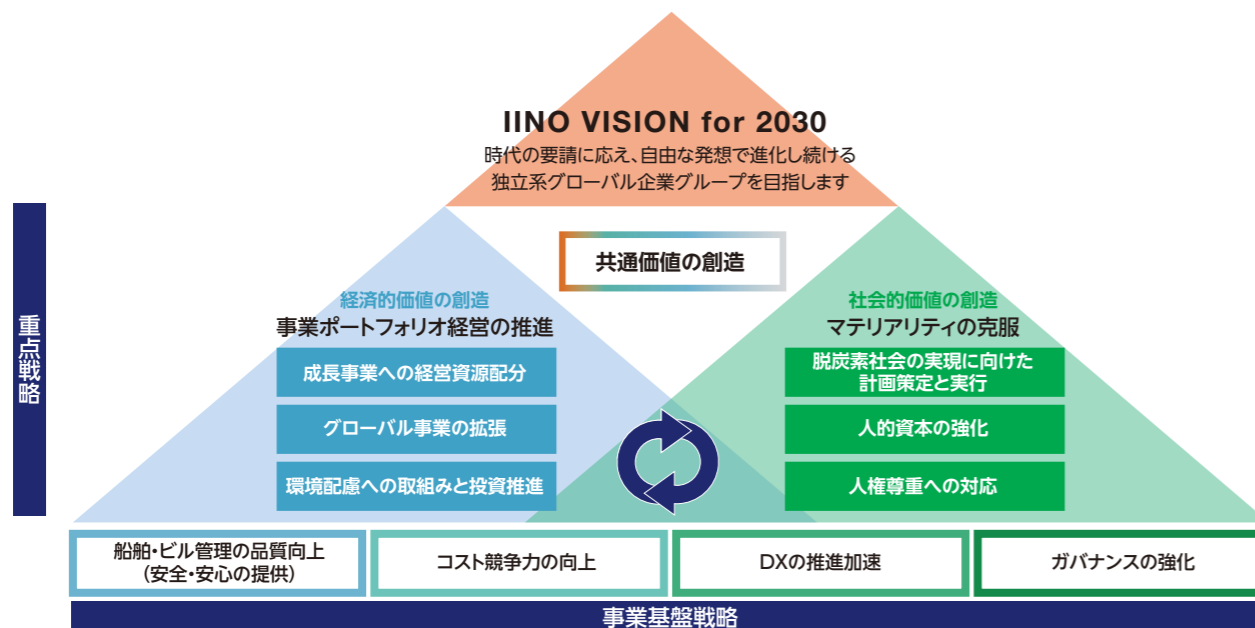 IINO VISION for 2030
時代の要請に応え、自由な発想で進化し続ける
独立系グローバル企業グループを目指します
共通価値の創造
重点戦略
経済的価値の創造
事業ポートフォリオ経営の推進
成長事業への経営資源配分
グローバル事業の拡張
環境配慮への取組みと投資推進
社会的価値の創造
マテリアリティの克服
脱炭素社会の実現に向けた
計画策定と実行
人的資本の強化
人権尊重への対応
船舶・ビル管理の品質向上
(安全・安心の提供)
コスト競争力の向上
DXの推進加速
ガバナンスの強化
事業基盤戦略